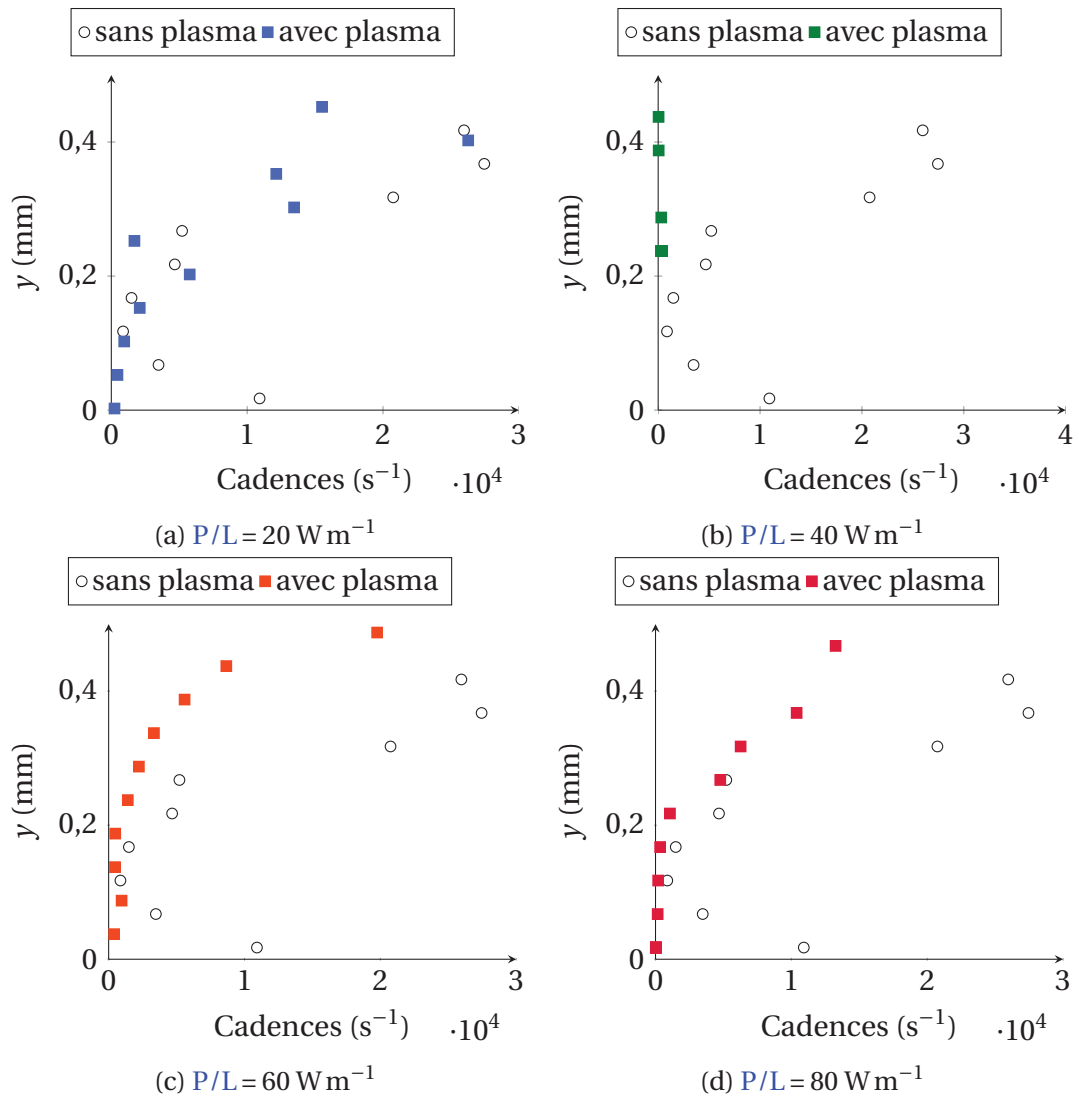 sans plasma avec plasma
0,4
0,2
0
y (mm)
0 1 2 3
Cadences (s⁻¹) ·10⁴
(a) P/L = 20 W m⁻¹
sans plasma avec plasma
0,4
0,2
0
y (mm)
0 1 2 3 4
Cadences (s⁻¹) ·10⁴
(b) P/L = 40 W m⁻¹
sans plasma avec plasma
0,4
0,2
0
y (mm)
0 1 2 3
Cadences (s⁻¹) ·10⁴
(c) P/L = 60 W m⁻¹
sans plasma avec plasma
0,4
0,2
0
y (mm)
0 1 2 3
Cadences (s⁻¹) ·10⁴
(d) P/L = 80 W m⁻¹